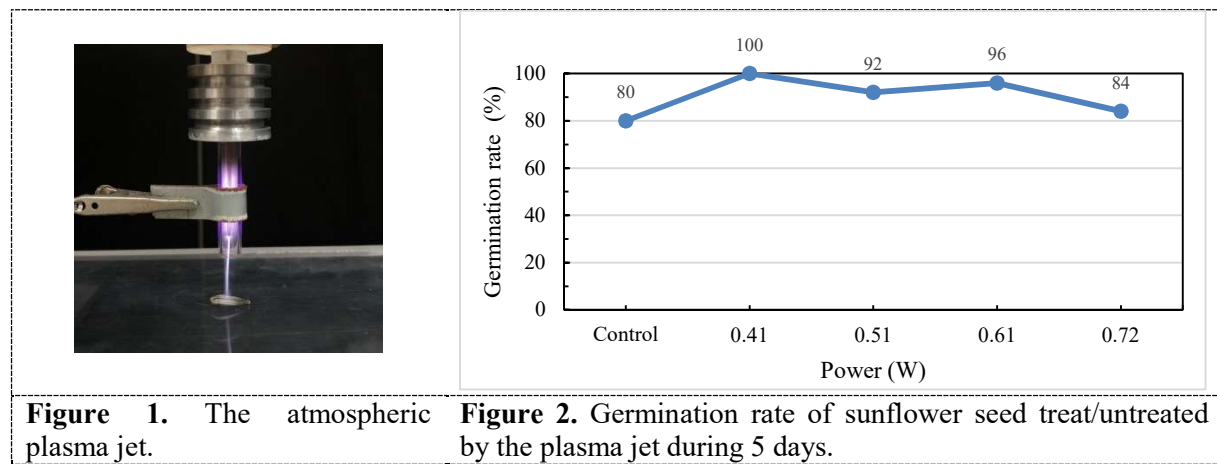 100
92
96
84
80
100
80
60
40
20
0
Germination rate (%)
Control
0.41
0.51
0.61
0.72
Power (W)
Figure 1. The atmospheric
plasma jet.
Figure 2. Germination rate of sunflower seed treat/untreated
by the plasma jet during 5 days.